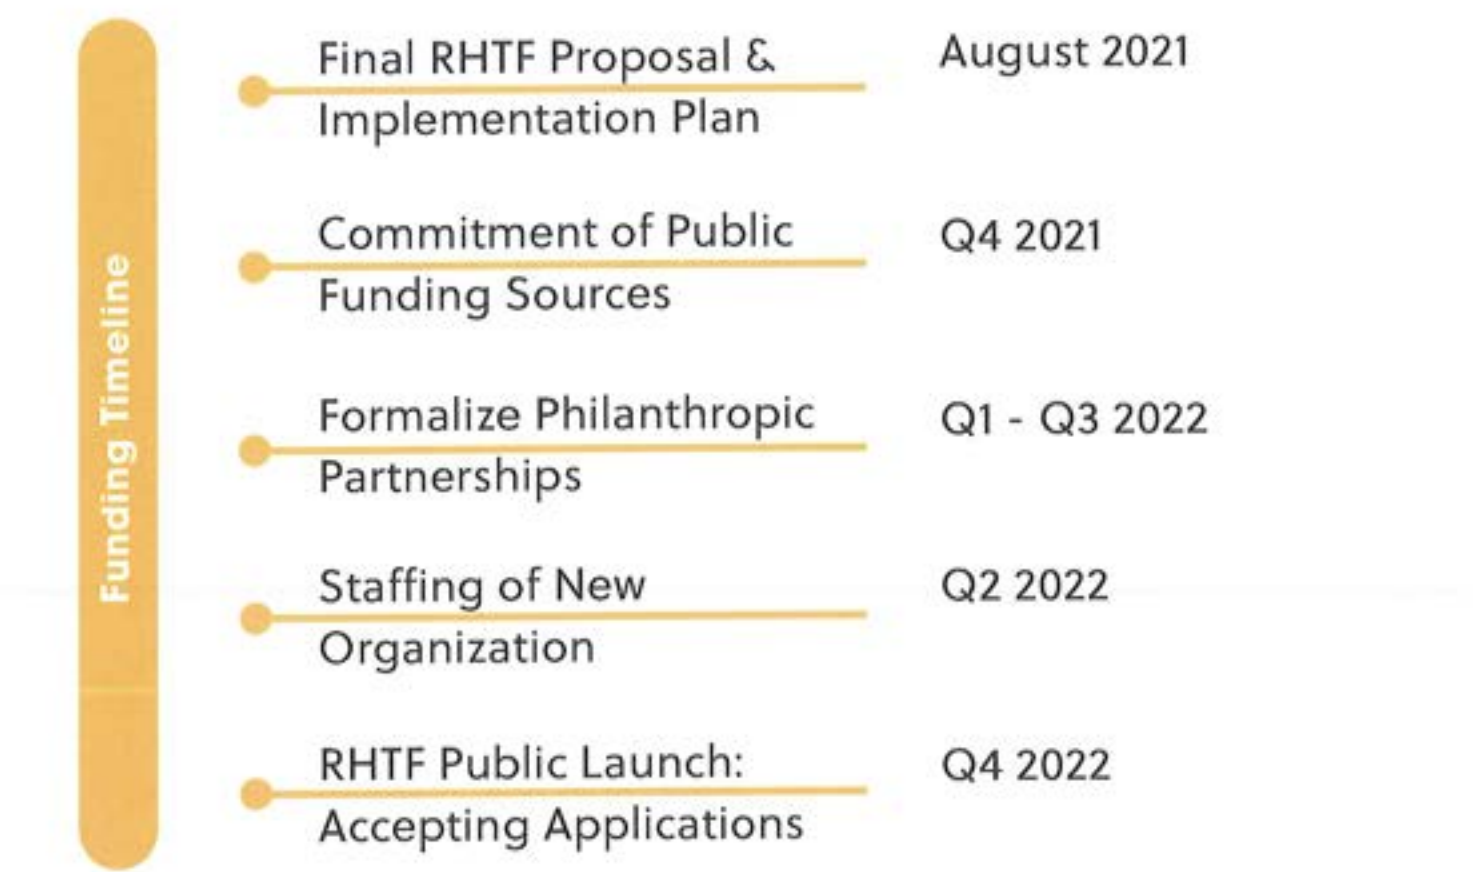 Funding Timeline
Final RHTF Proposal &
Implementation Plan
August 2021
Commitment of Public
Funding Sources
Q4 2021
Formalize Philanthropic
Partnerships
Q1 - Q3 2022
Staffing of New
Organization
Q2 2022
RHTF Public Launch:
Accepting Applications
Q4 2022